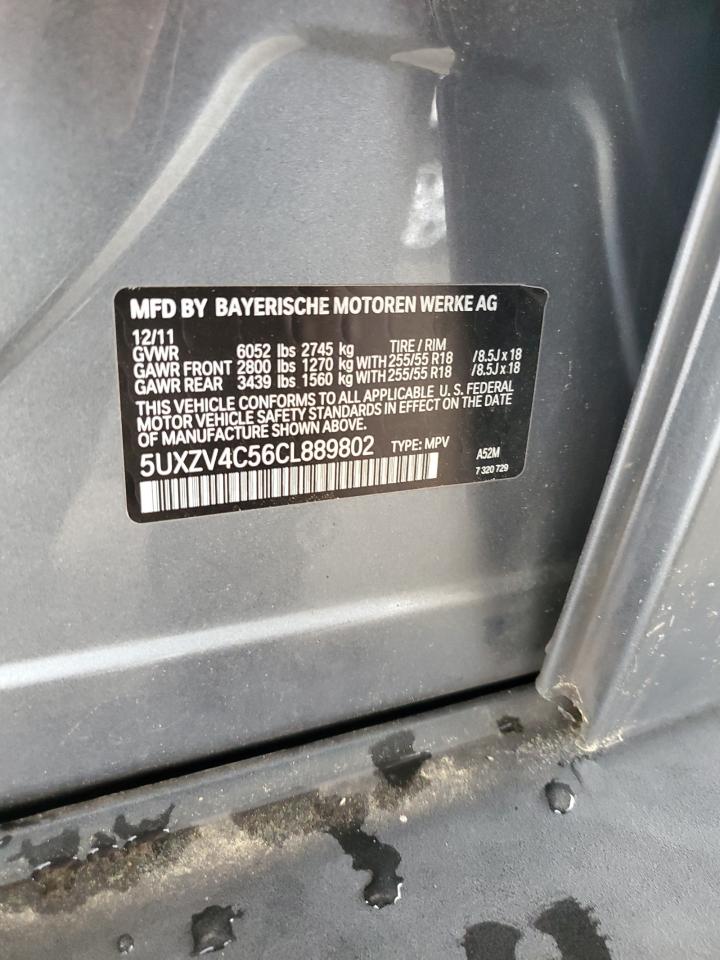 MFD BY BAYERISCHE MOTOREN WERKE AG
12/11
GVWR 6052 lbs 2745 kg TIRE / RIM
GAWR FRONT 2800 lbs 1270 kg WITH 255/55 R18 /8.5J x 18
GAWR REAR 3439 lbs 1560 kg WITH 255/55 R18 /8.5J x 18
THIS VEHICLE CONFORMS TO ALL APPLICABLE U. S. FEDERAL
MOTOR VEHICLE SAFETY STANDARDS IN EFFECT ON THE DATE
OF MANUFACTURE SHOWN ABOVE.
5UXZV4C56CL889802 TYPE: MPV A52M
7 320 729